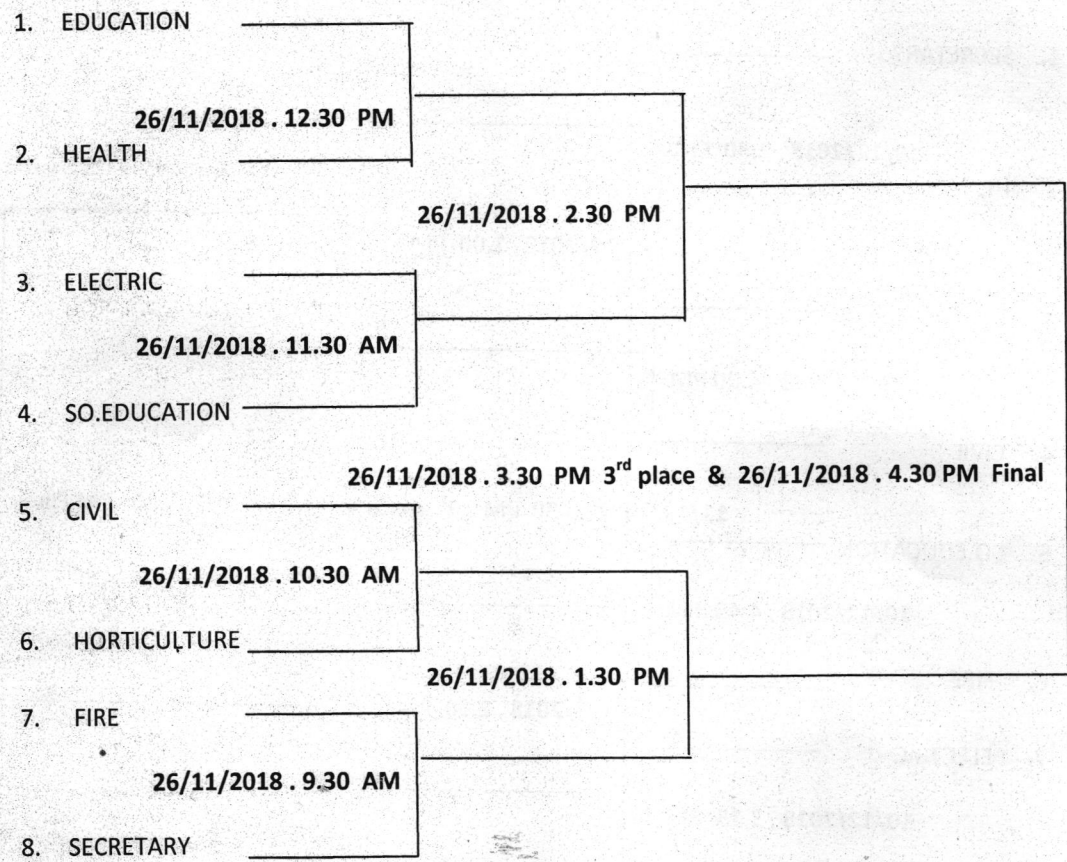 1. EDUCATION
26/11/2018 . 12.30 PM
2. HEALTH
26/11/2018 . 2.30 PM
3. ELECTRIC
26/11/2018 . 11.30 AM
4. SO.EDUCATION
26/11/2018 . 3.30 PM 3rd place & 26/11/2018 . 4.30 PM Final
5. CIVIL
26/11/2018 . 10.30 AM
6. HORTICULTURE
26/11/2018 . 1.30 PM
7. FIRE
26/11/2018 . 9.30 AM
8. SECRETARY